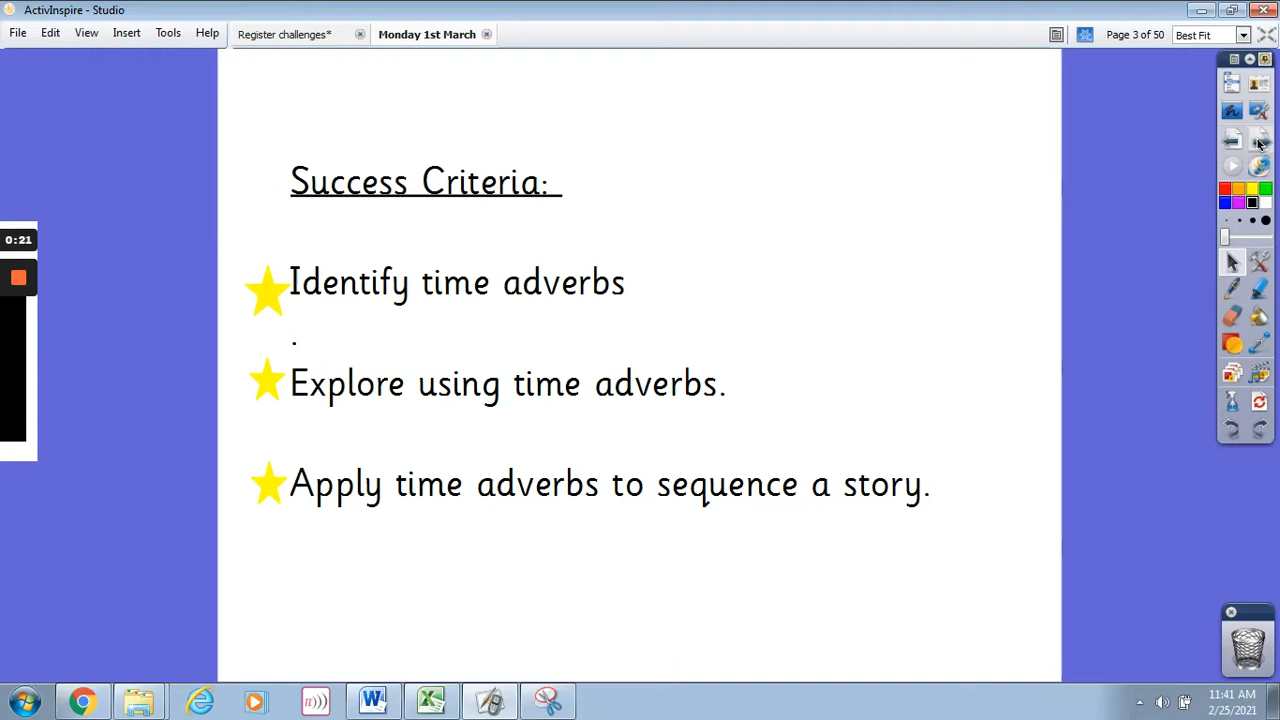 ActivInspire - Studio
File Edit View Insert Tools Help
Register challenges*
Monday 1st March
Page 3 of 50
Best Fit
Success Criteria:
0:21
Identify time adverbs
.
Explore using time adverbs.
Apply time adverbs to sequence a story.
11:41 AM
2/25/2021